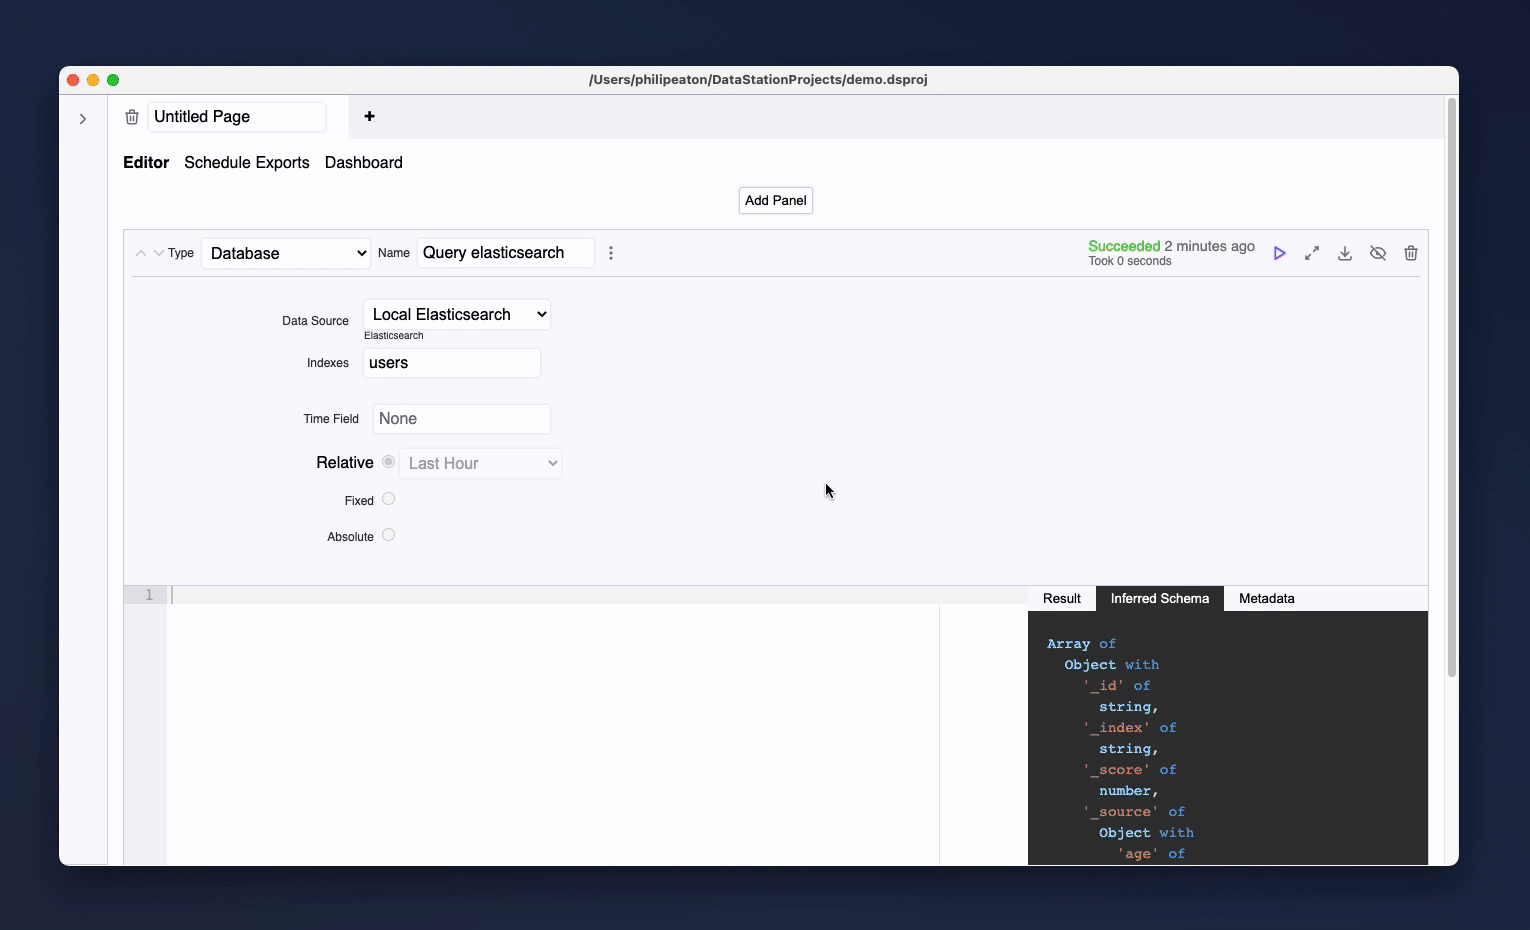 /Users/philipeaton/DataStationProjects/demo.dsproj
Untitled Page
+
Editor Schedule Exports Dashboard
Add Panel
Type Database Name Query elasticsearch
Succeeded 2 minutes ago
Took 0 seconds
Data Source Local Elasticsearch
Elasticsearch
Indexes users
Time Field None
Relative Last Hour
Fixed
Absolute
1
Result Inferred Schema Metadata
Array of
Object with
'_id' of
string,
'_index' of
string,
'_score' of
number,
'_source' of
Object with
'age' of